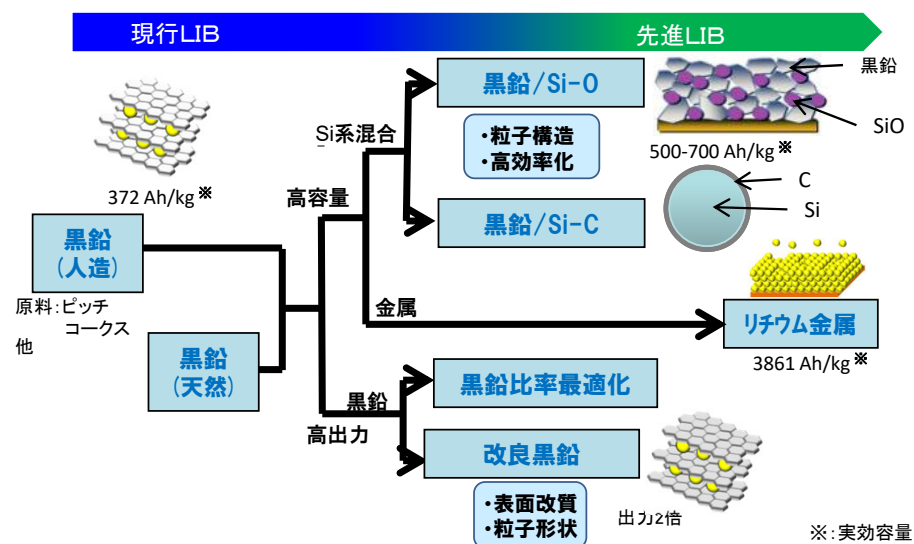 現行LIB
先進LIB
黒鉛/Si-O
黒鉛
SiO
Si系混合
・粒子構造
・高効率化
500-700 Ah/kg※
372 Ah/kg※
高容量
C
Si
黒鉛/Si-C
黒鉛
(人造)
原料:ピッチ
コークス
他
金属
リチウム金属
3861 Ah/kg※
黒鉛
(天然)
黒鉛
高出力
黒鉛比率最適化
改良黒鉛
・表面改質
・粒子形状
出力2倍
※:実効容量